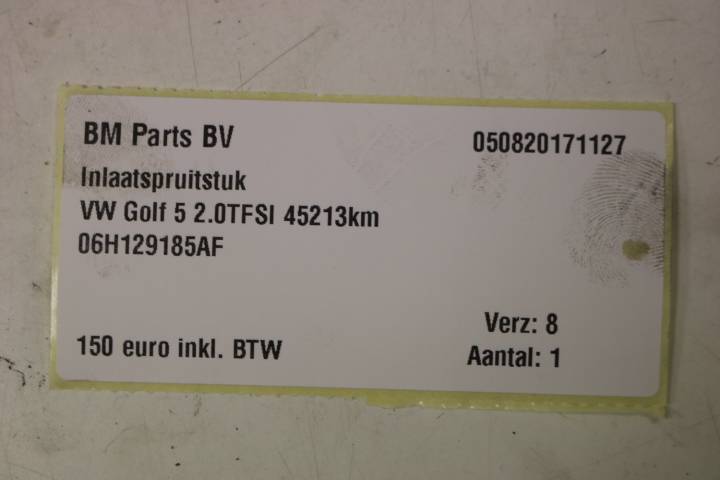 BM Parts BV
050820171127
Inlaatspruitstuk
VW Golf 5 2.0TFSI 45213km
06H129185AF
Verz: 8
150 euro inkl. BTW
Aantal: 1